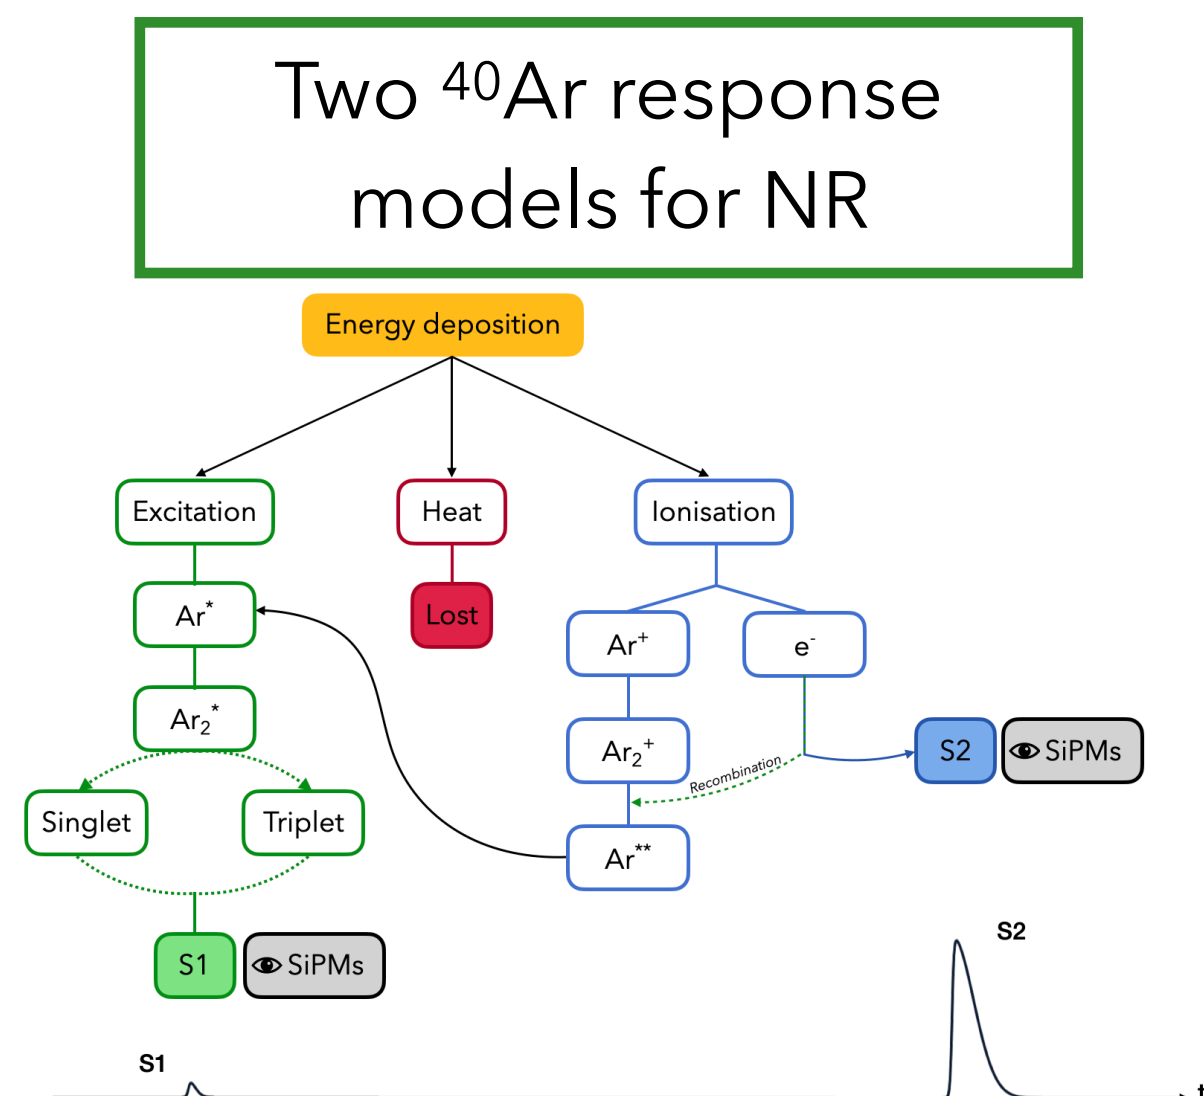 Two ⁴⁰Ar response
models for NR
Energy deposition
Excitation
Heat
Ionisation
Ar*
Lost
Ar⁺
e⁻
Ar₂*
Ar₂⁺
S2
SiPMs
Recombination
Singlet
Triplet
Ar**
S1
SiPMs
S2
S1
t